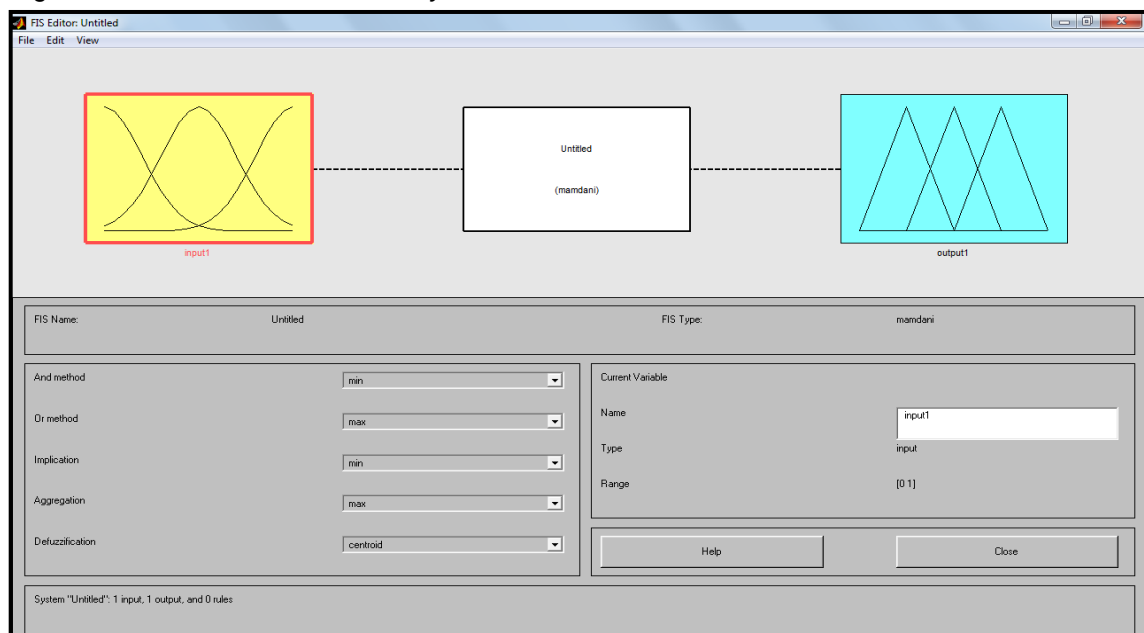 FIS Editor: Untitled
File Edit View
Untitled
(mamdani)
input1
output1
FIS Name: Untitled FIS Type: mamdani
And method min
Or method max
Implication min
Aggregation max
Defuzzification centroid
Current Variable
Name input1
Type input
Range [0 1]
Help Close
System "Untitled": 1 input, 1 output, and 0 rules